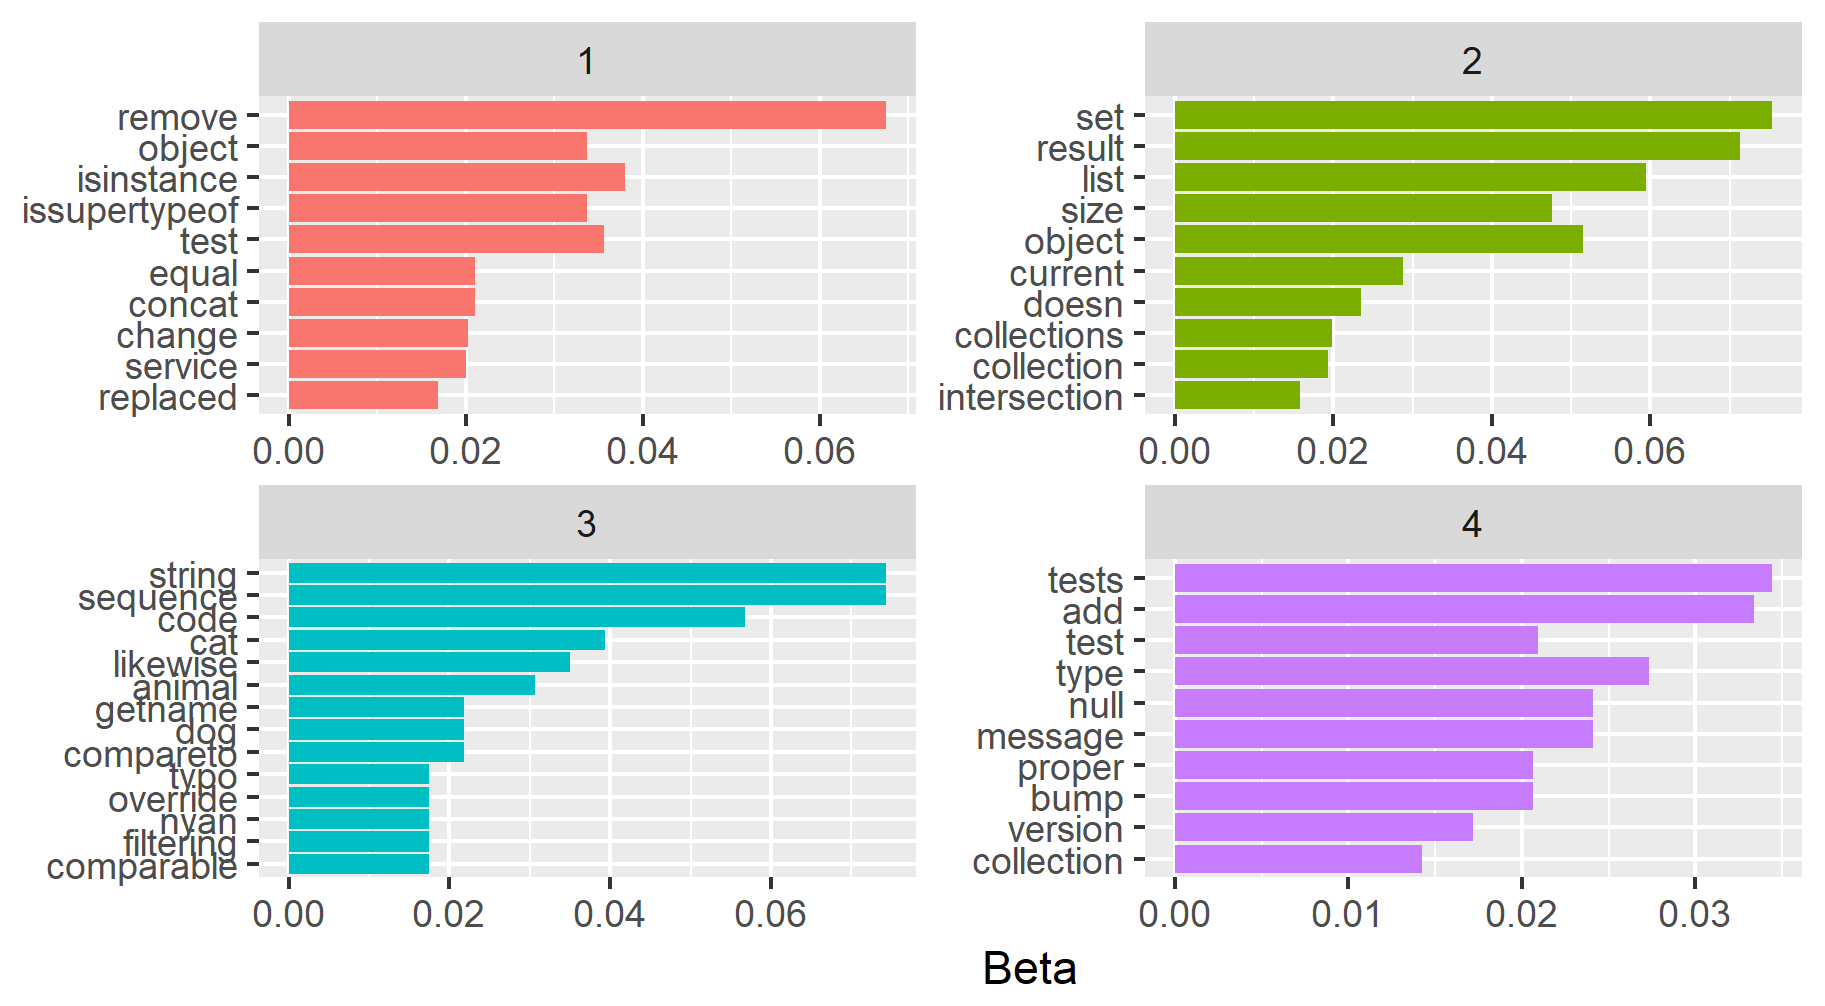 1
remove
object
isinstance
issupertypeof
test
equal
concat
change
service
replaced
0.00 0.02 0.04 0.06
2
set
result
list
size
object
current
doesn
collections
collection
intersection
0.00 0.02 0.04 0.06
3
string
sequence
code
cat
likewise
animal
getname
dog
compareto
typo
override
nyan
filtering
comparable
0.00 0.02 0.04 0.06
4
tests
add
test
type
null
message
proper
bump
version
collection
0.00 0.01 0.02 0.03
Beta